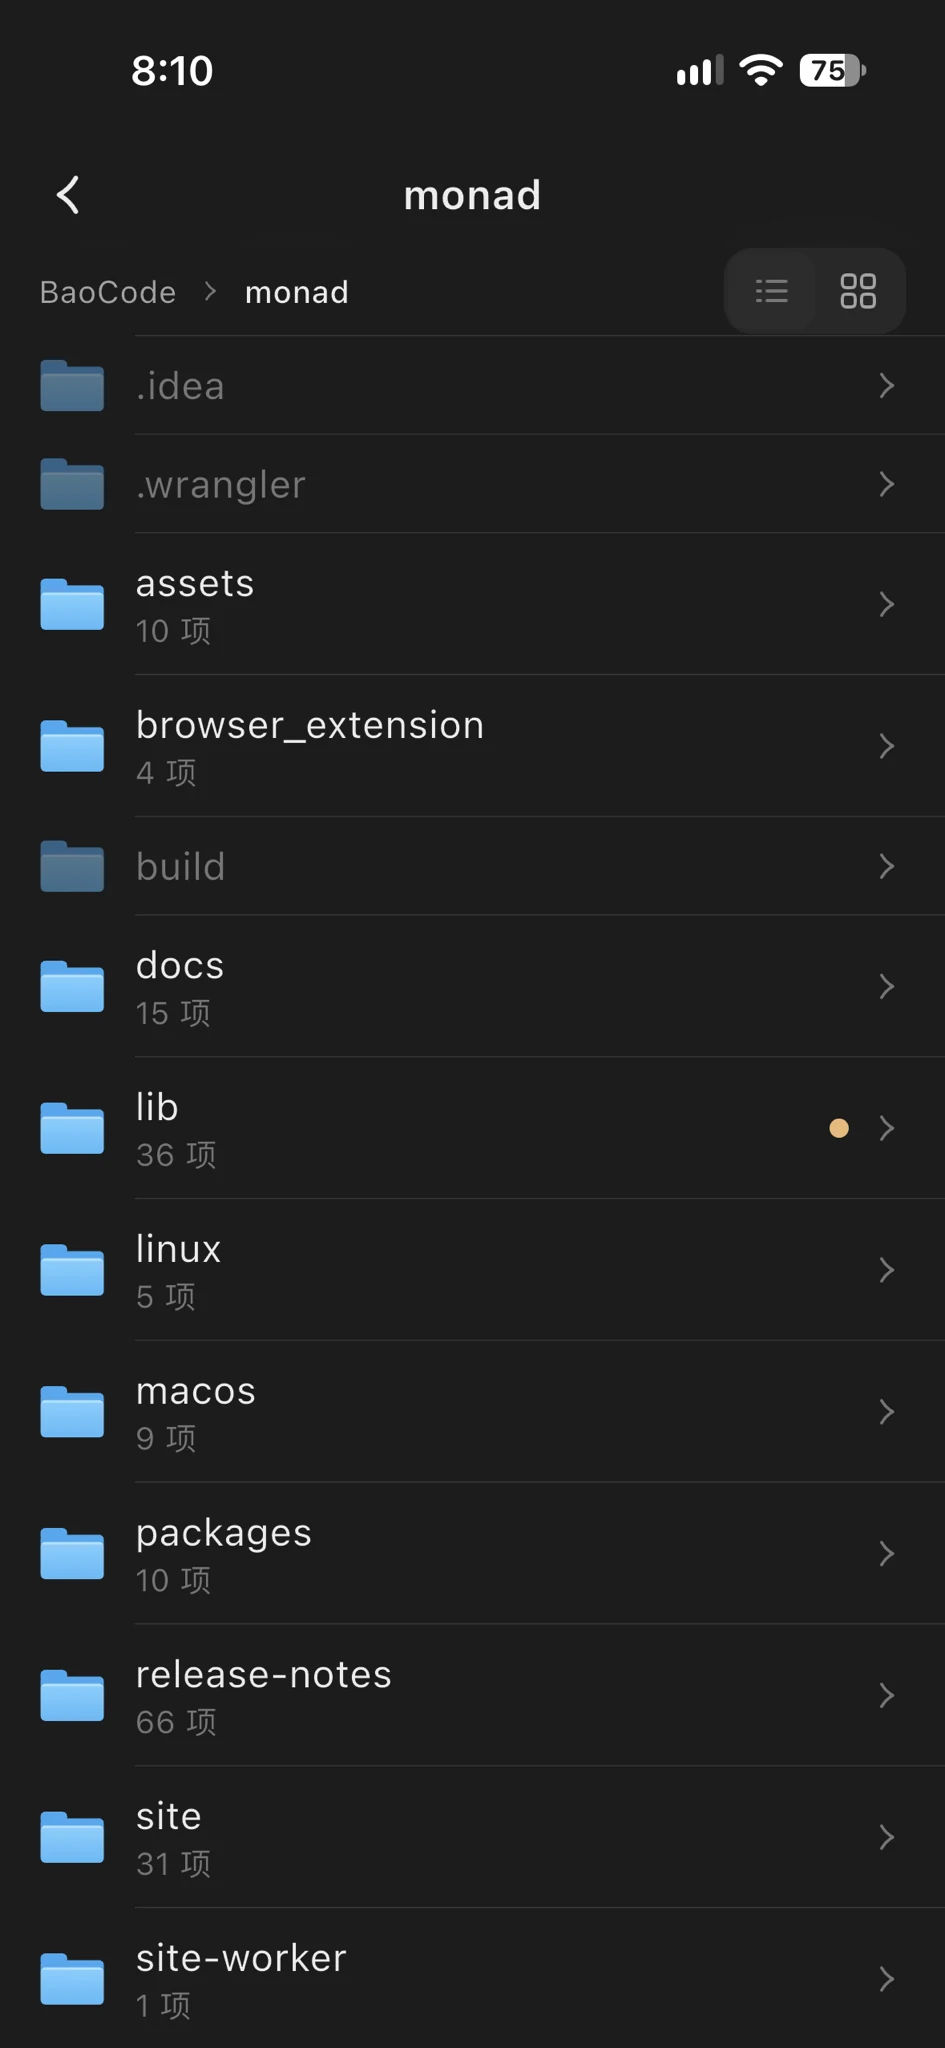 8:10
75
monad
BaoCode > monad
.idea
.wrangler
assets
10 项
browser_extension
4 项
build
docs
15 项
lib
36 项
linux
5 项
macos
9 项
packages
10 项
release-notes
66 项
site
31 项
site-worker
1 项